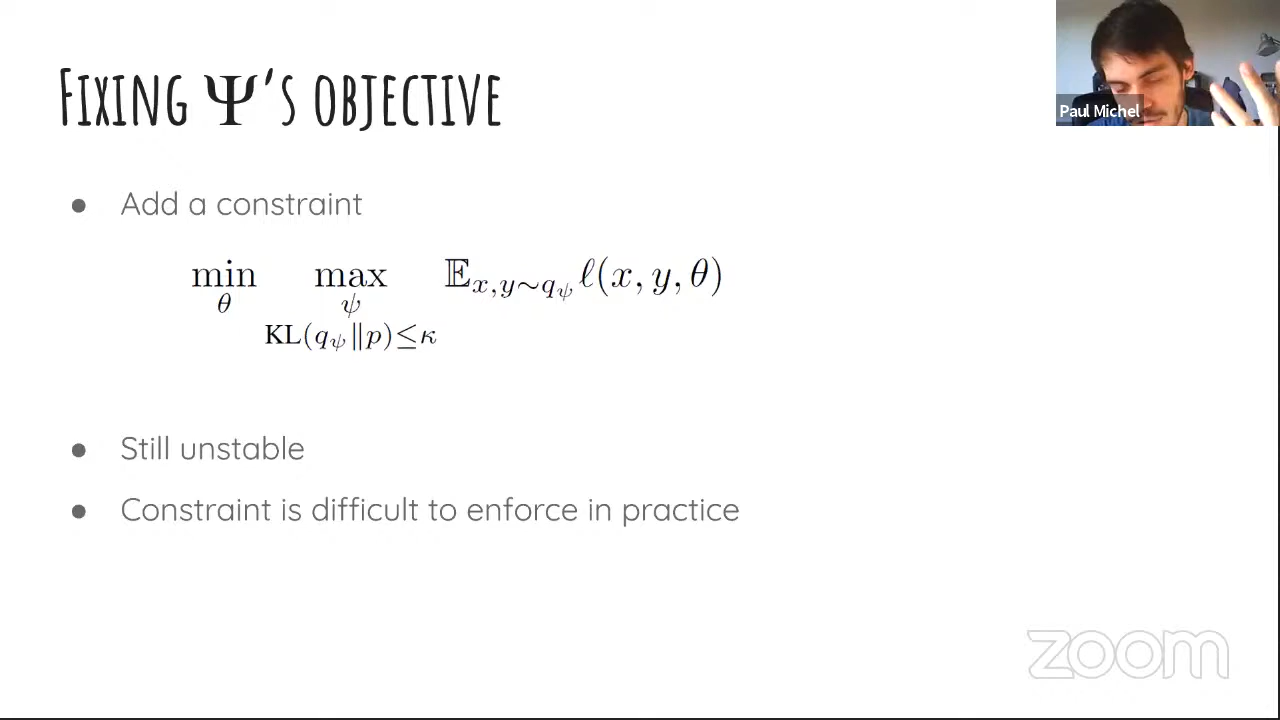 Fixing Ψ's objective
Paul Michel
● Add a constraint
min max 𝔼x,y∼qψ ℓ(x, y, θ)
θ ψ
KL(qψ‖p)≤κ
● Still unstable
● Constraint is difficult to enforce in practice
zoom